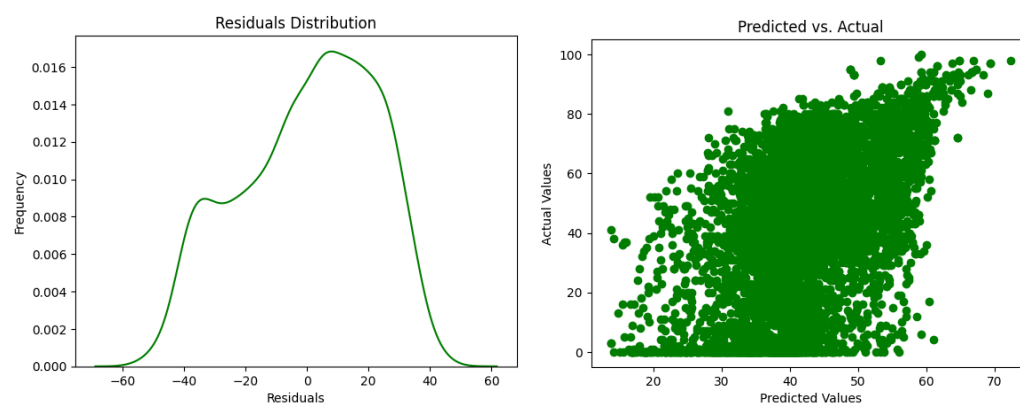 Residuals Distribution
0.016
0.014
0.012
0.010
0.008
0.006
0.004
0.002
0.000
Frequency
−60 −40 −20 0 20 40 60
Residuals
Predicted vs. Actual
100
80
60
40
20
0
Actual Values
20 30 40 50 60 70
Predicted Values